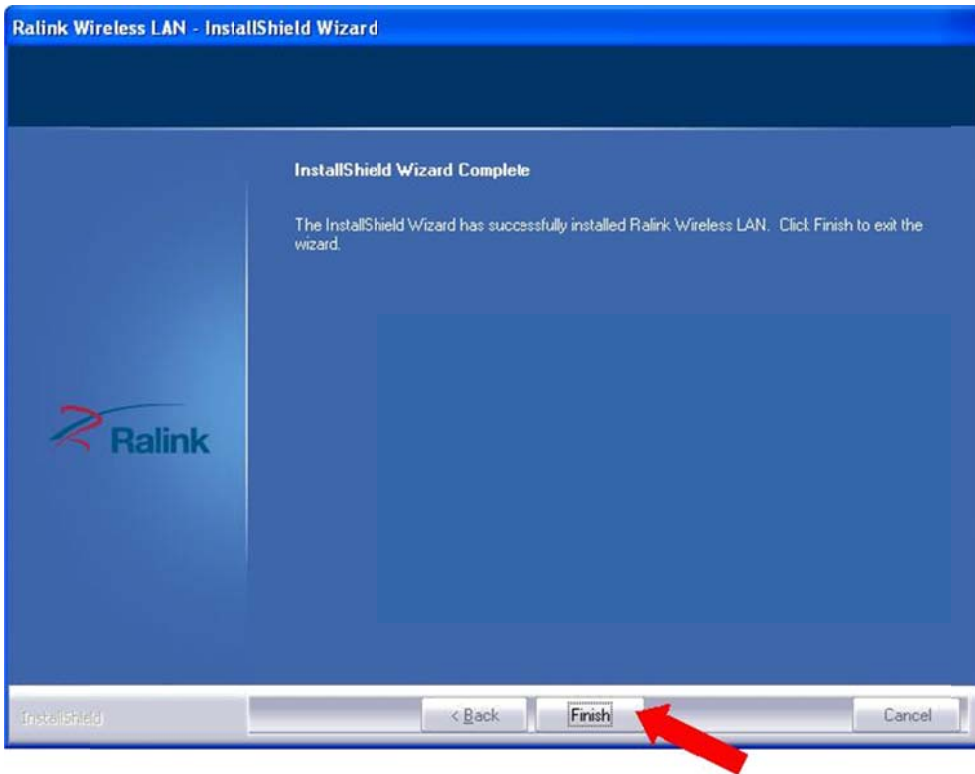 Ralink Wireless LAN - InstallShield Wizard
InstallShield Wizard Complete
The InstallShield Wizard has successfully installed Ralink Wireless LAN. Click Finish to exit the
wizard.
Ralink
InstallShield
< Back
Finish
Cancel